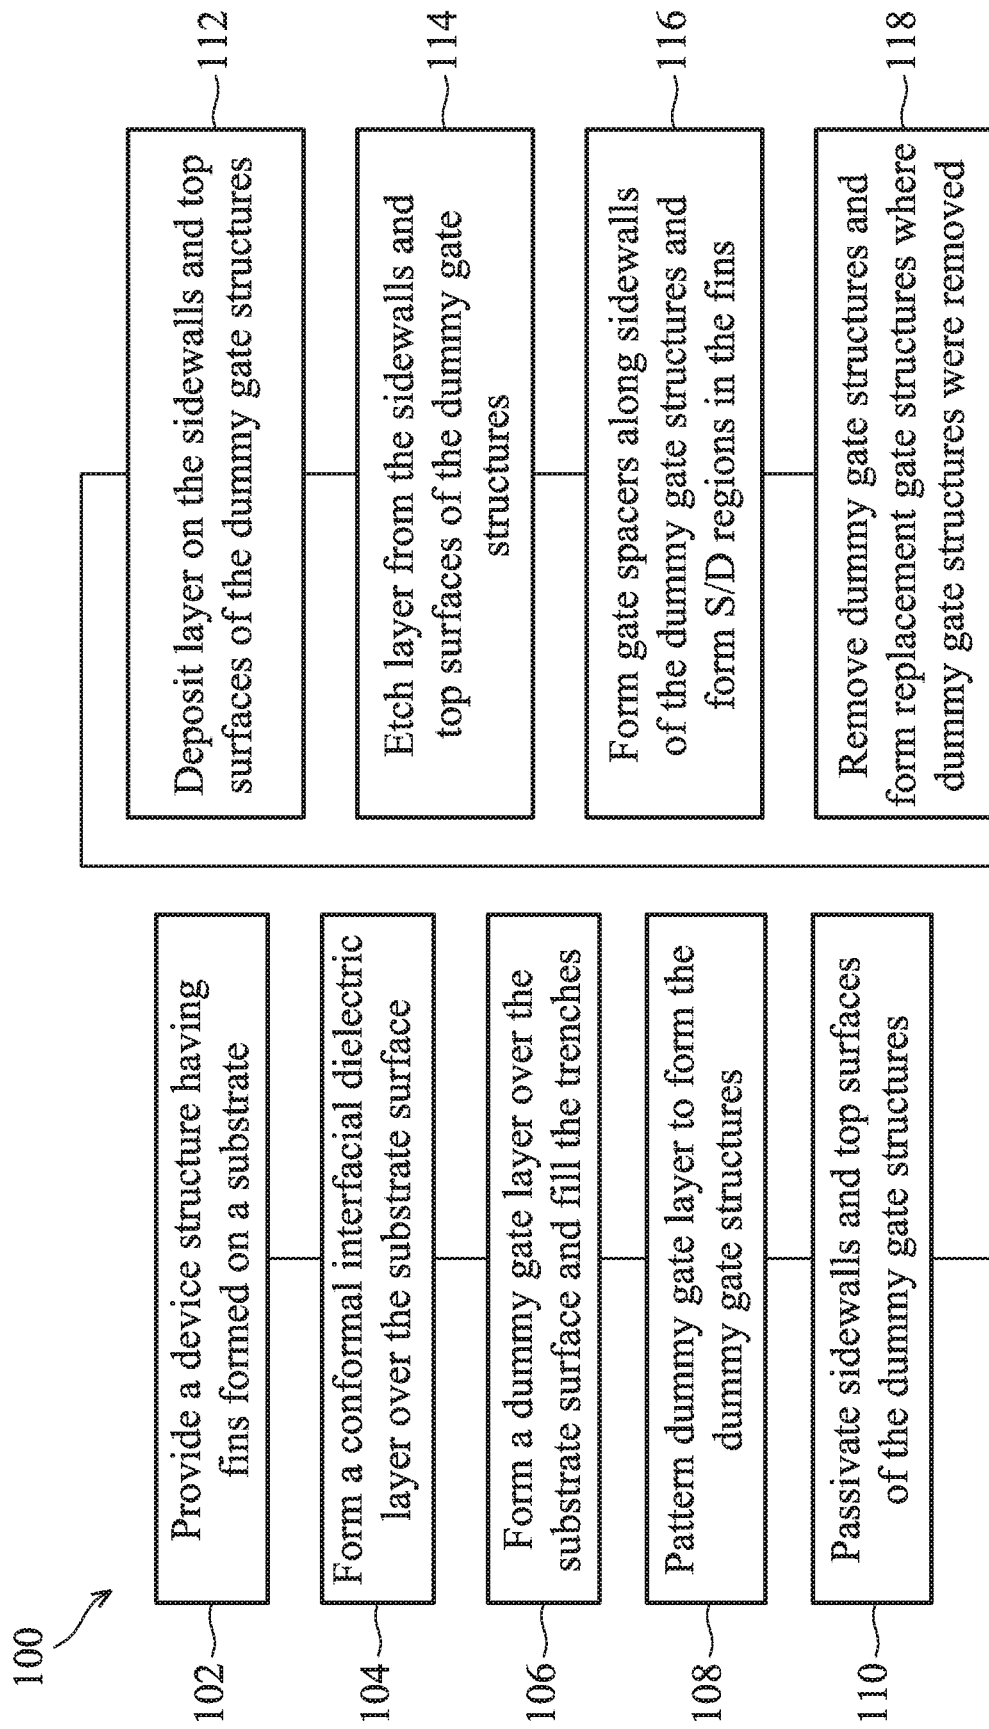 100
102
Provide a device structure having
fins formed on a substrate
104
Form a conformal interfacial dielectric
layer over the substrate surface
106
Form a dummy gate layer over the
substrate surface and fill the trenches
108
Pattern dummy gate layer to form the
dummy gate structures
110
Passivate sidewalls and top surfaces
of the dummy gate structures
112
Deposit layer on the sidewalls and top
surfaces of the dummy gate structures
114
Etch layer from the sidewalls and
top surfaces of the dummy gate
structures
116
Form gate spacers along sidewalls
of the dummy gate structures and
form S/D regions in the fins
118
Remove dummy gate structures and
form replacement gate structures where
dummy gate structures were removed